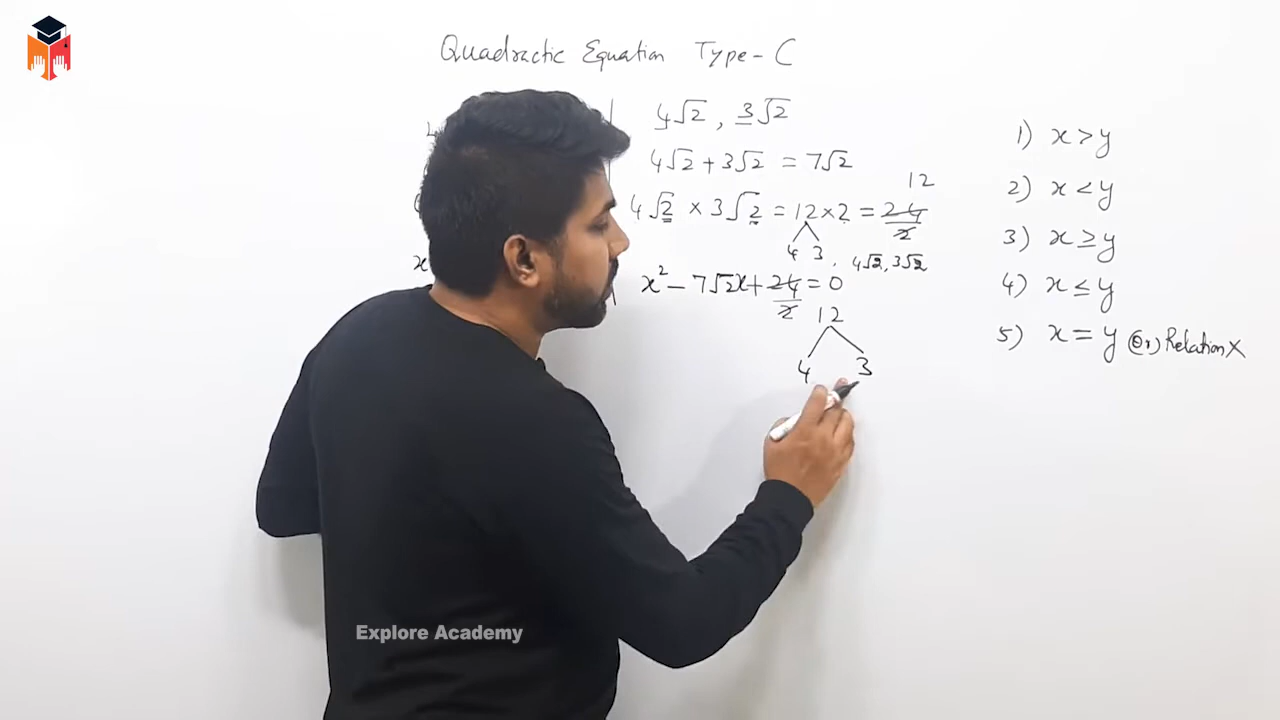 Quadractic Equation Type-C
4√2, 3√2
4√2 + 3√2 = 7√2
12
4√2 × 3√2 = 12×2 = 24/2
4 3
4√2, 3√2
x² - 7√2x + 24/2 = 0
12
4 3
1) x > y
2) x < y
3) x ≥ y
4) x ≤ y
5) x = y (or) Relation X
Explore Academy